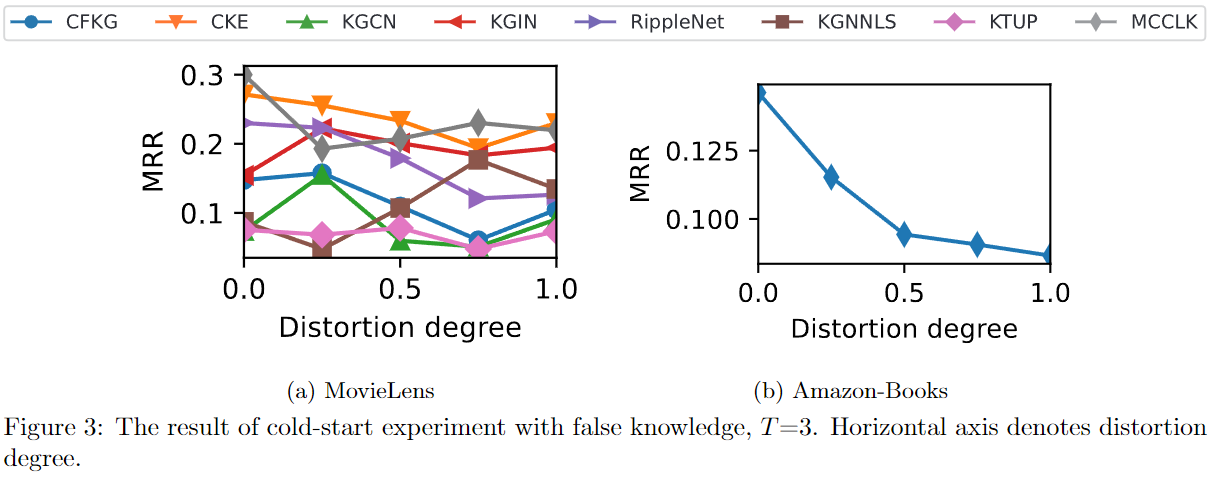 CFKG CKE KGCN KGIN RippleNet KGNNLS KTUP MCCLK
0.3
0.2
0.1
MRR
0.0 0.5 1.0
Distortion degree
(a) MovieLens
0.125
0.100
MRR
0.0 0.5 1.0
Distortion degree
(b) Amazon-Books
Figure 3: The result of cold-start experiment with false knowledge, T=3. Horizontal axis denotes distortion
degree.